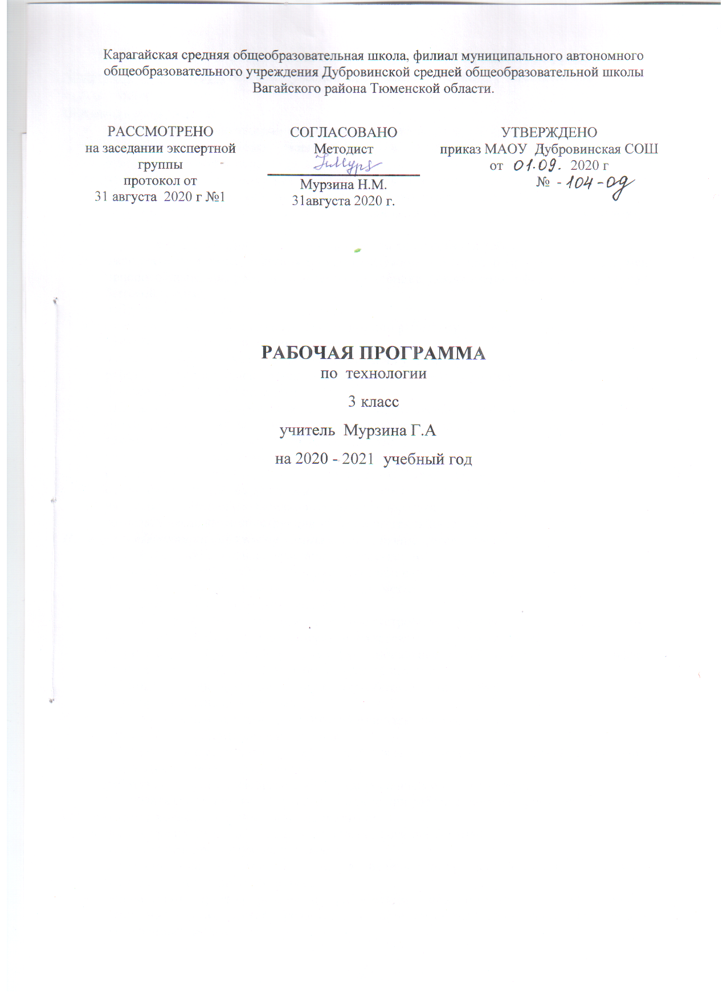 Карагайская средняя общеобразовательная школа, филиал муниципального автономного
общеобразовательного учреждения Дубровинской средней общеобразовательной школы
Вагайского района Тюменской области.
РАССМОТРЕНО
на заседании экспертной
группы
протокол от
31 августа 2020 г №1
СОГЛАСОВАНО
Методист
Мурзина Н.М.
31августа 2020 г.
УТВЕРЖДЕНО
приказ МАОУ Дубровинская СОШ
от 01.09. 2020 г
№ - 104-од
РАБОЧАЯ ПРОГРАММА
по технологии
3 класс
учитель Мурзина Г.А
на 2020 - 2021 учебный год